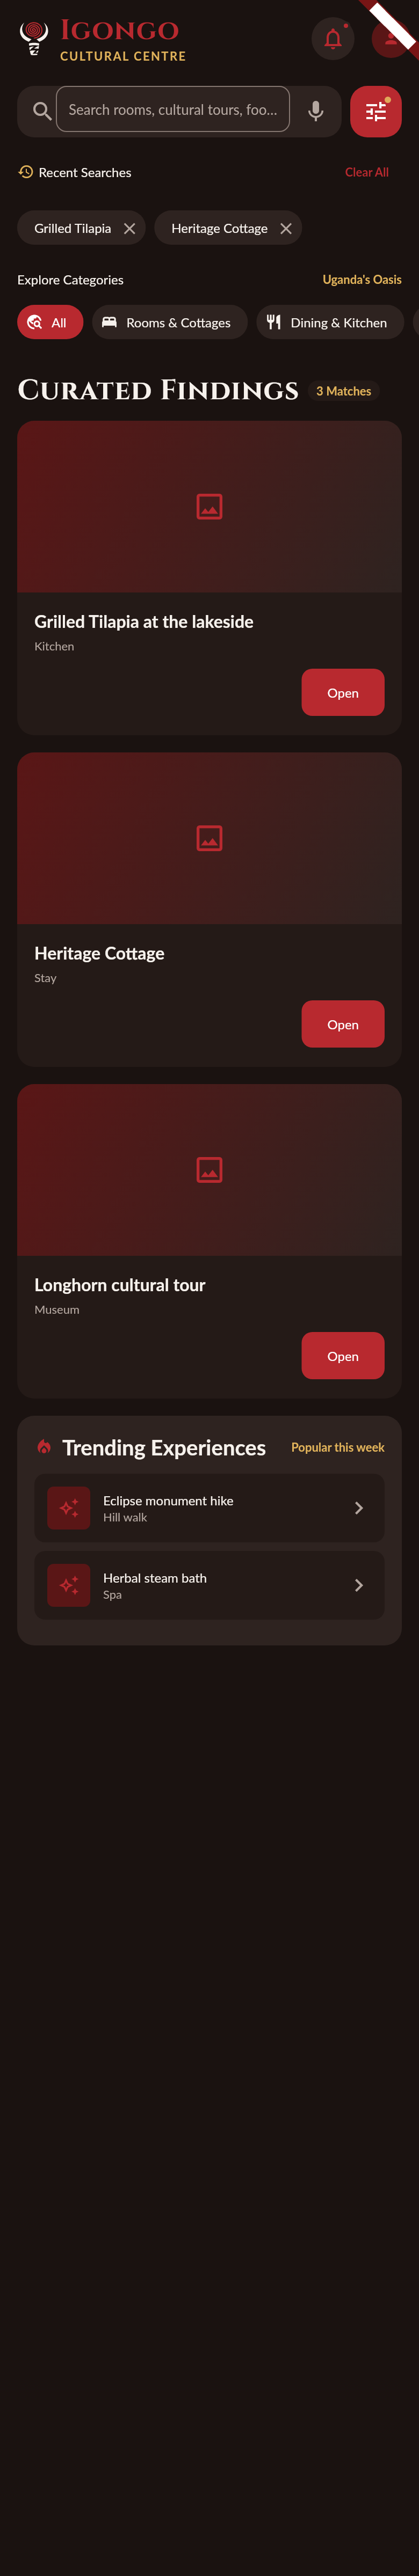 Igongo
CULTURAL CENTRE
Search rooms, cultural tours, foo...
Recent Searches
Clear All
Grilled Tilapia
Heritage Cottage
Explore Categories
Uganda's Oasis
All
Rooms & Cottages
Dining & Kitchen
Curated Findings
3 Matches
Grilled Tilapia at the lakeside
Kitchen
Open
Heritage Cottage
Stay
Open
Longhorn cultural tour
Museum
Open
Trending Experiences
Popular this week
Eclipse monument hike
Hill walk
Herbal steam bath
Spa